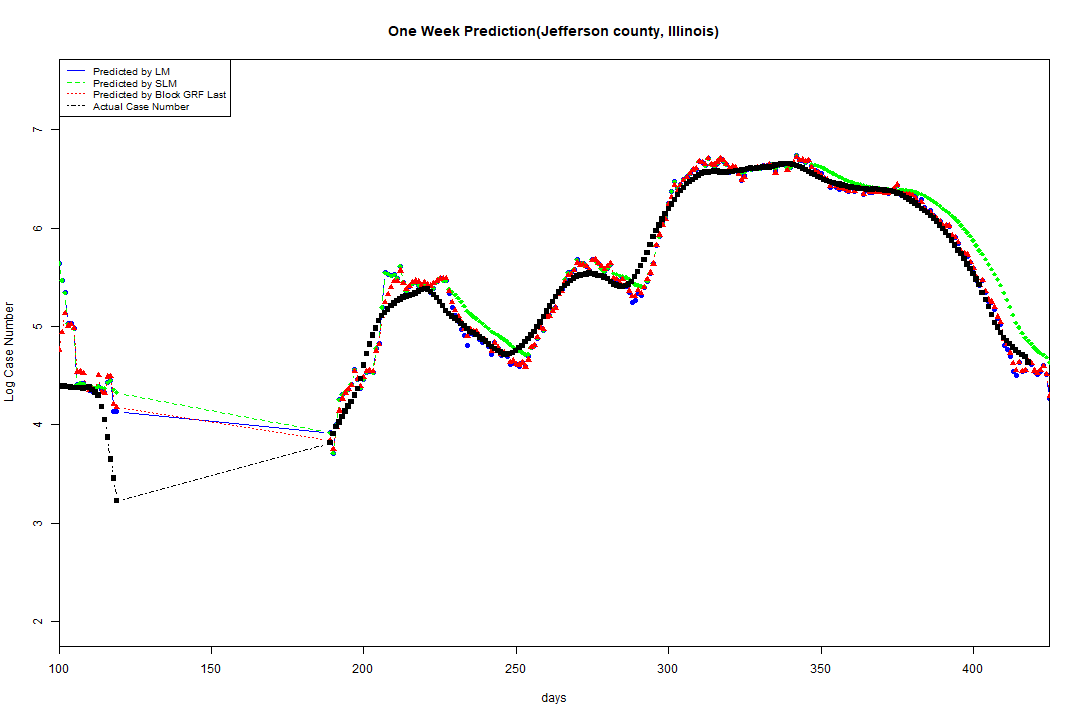 One Week Prediction(Jefferson county, Illinois)
Predicted by LM
Predicted by SLM
Predicted by Block GRF Last
Actual Case Number
Log Case Number
7
6
5
4
3
2
100 150 200 250 300 350 400
days